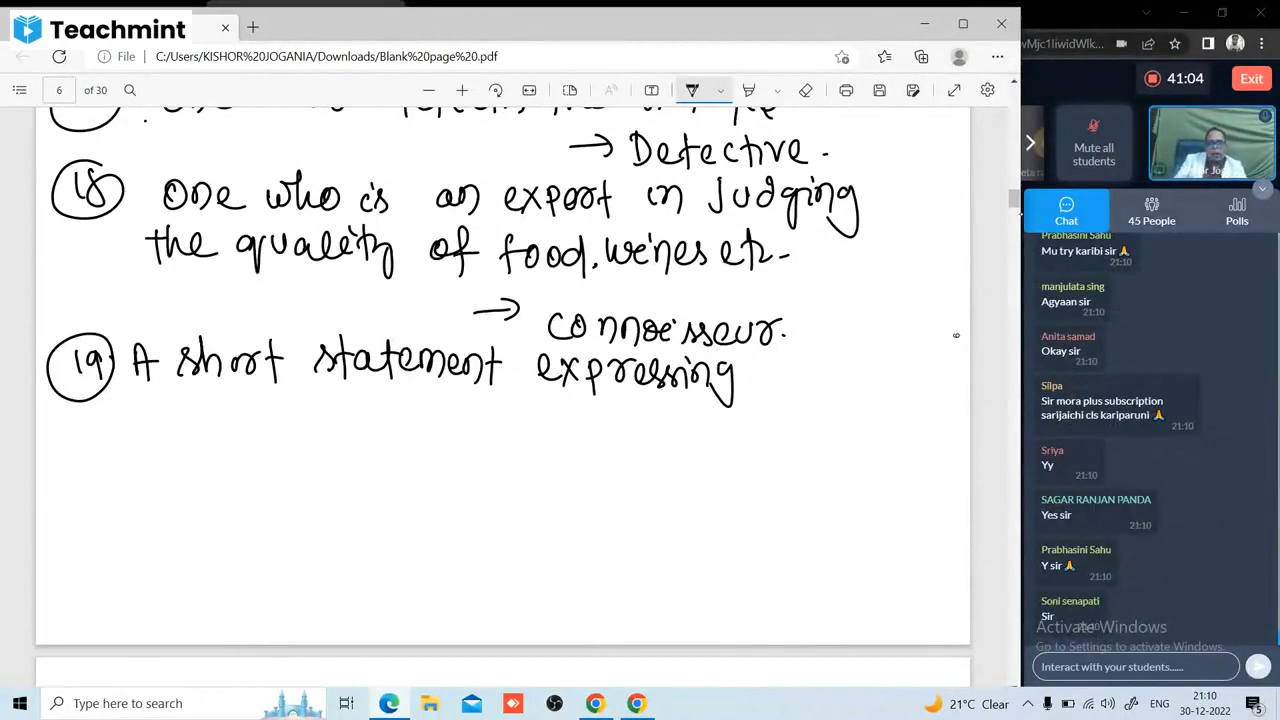 Teachmint
File C:/Users/KISHOR%20JOGANIA/Downloads/Blank%20page%20.pdf
6 of 30
→ Detective.
18 One who is an expert in judging
the quality of food, wines etc.
→ connoisseur.
19 A short statement expressing
6
41:04 Exit
Mute all
students
Chat 45 People Polls
Prabhasini Sahu
Mu try karibi sir🙏
21:10
manjulata sing
Agyaan sir
21:10
Anita samad
Okay sir
21:10
Silpa
Sir mora plus subscription
sarijaichi cls kariparuni 🙏
21:10
Sriya
Yy
21:10
SAGAR RANJAN PANDA
Yes sir
21:10
Prabhasini Sahu
Y sir🙏
21:10
Soni senapati
Sir
21:10
Activate Windows
Go to Settings to activate Windows.
Interact with your students......
Type here to search
21°C Clear
ENG
21:10
30-12-2022
5